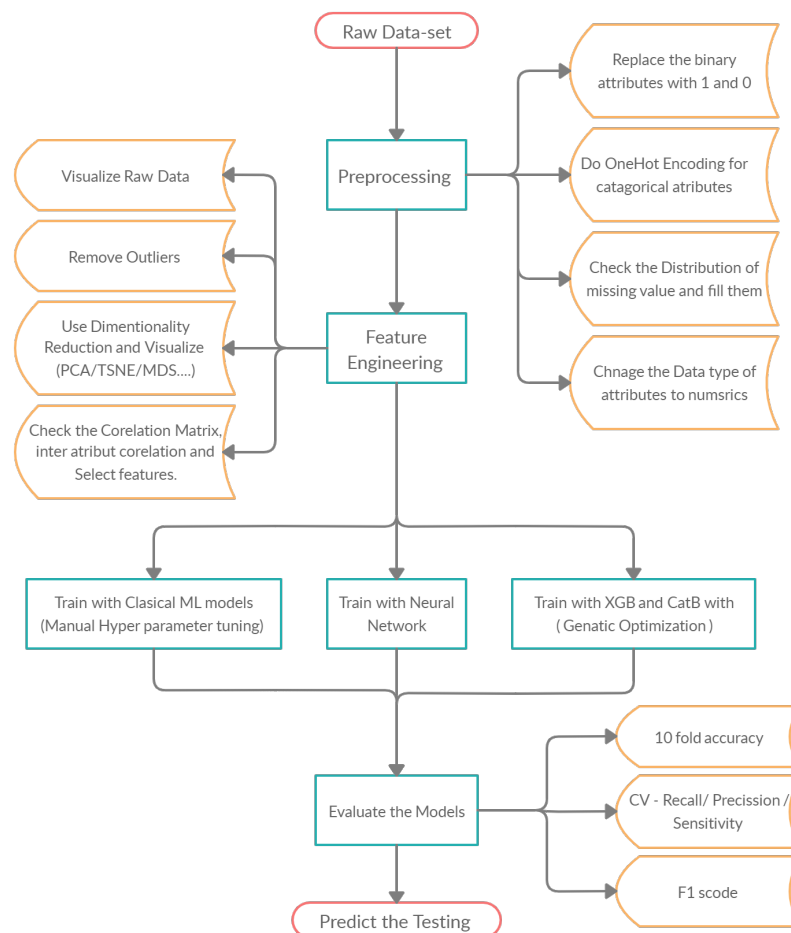 Raw Data-set
Replace the binary
attributes with 1 and 0
Preprocessing
Do OneHot Encoding for
catagorical atributes
Visualize Raw Data
Remove Outliers
Check the Distribution of
missing value and fill them
Feature
Engineering
Use Dimentionality
Reduction and Visualize
(PCA/TSNE/MDS....)
Chnage the Data type of
attributes to numsrics
Check the Corelation Matrix,
inter atribut corelation and
Select features.
Train with Clasical ML models
(Manual Hyper parameter tuning)
Train with Neural
Network
Train with XGB and CatB with
( Genatic Optimization )
10 fold accuracy
Evaluate the Models
CV - Recall/ Precission /
Sensitivity
F1 scode
Predict the Testing